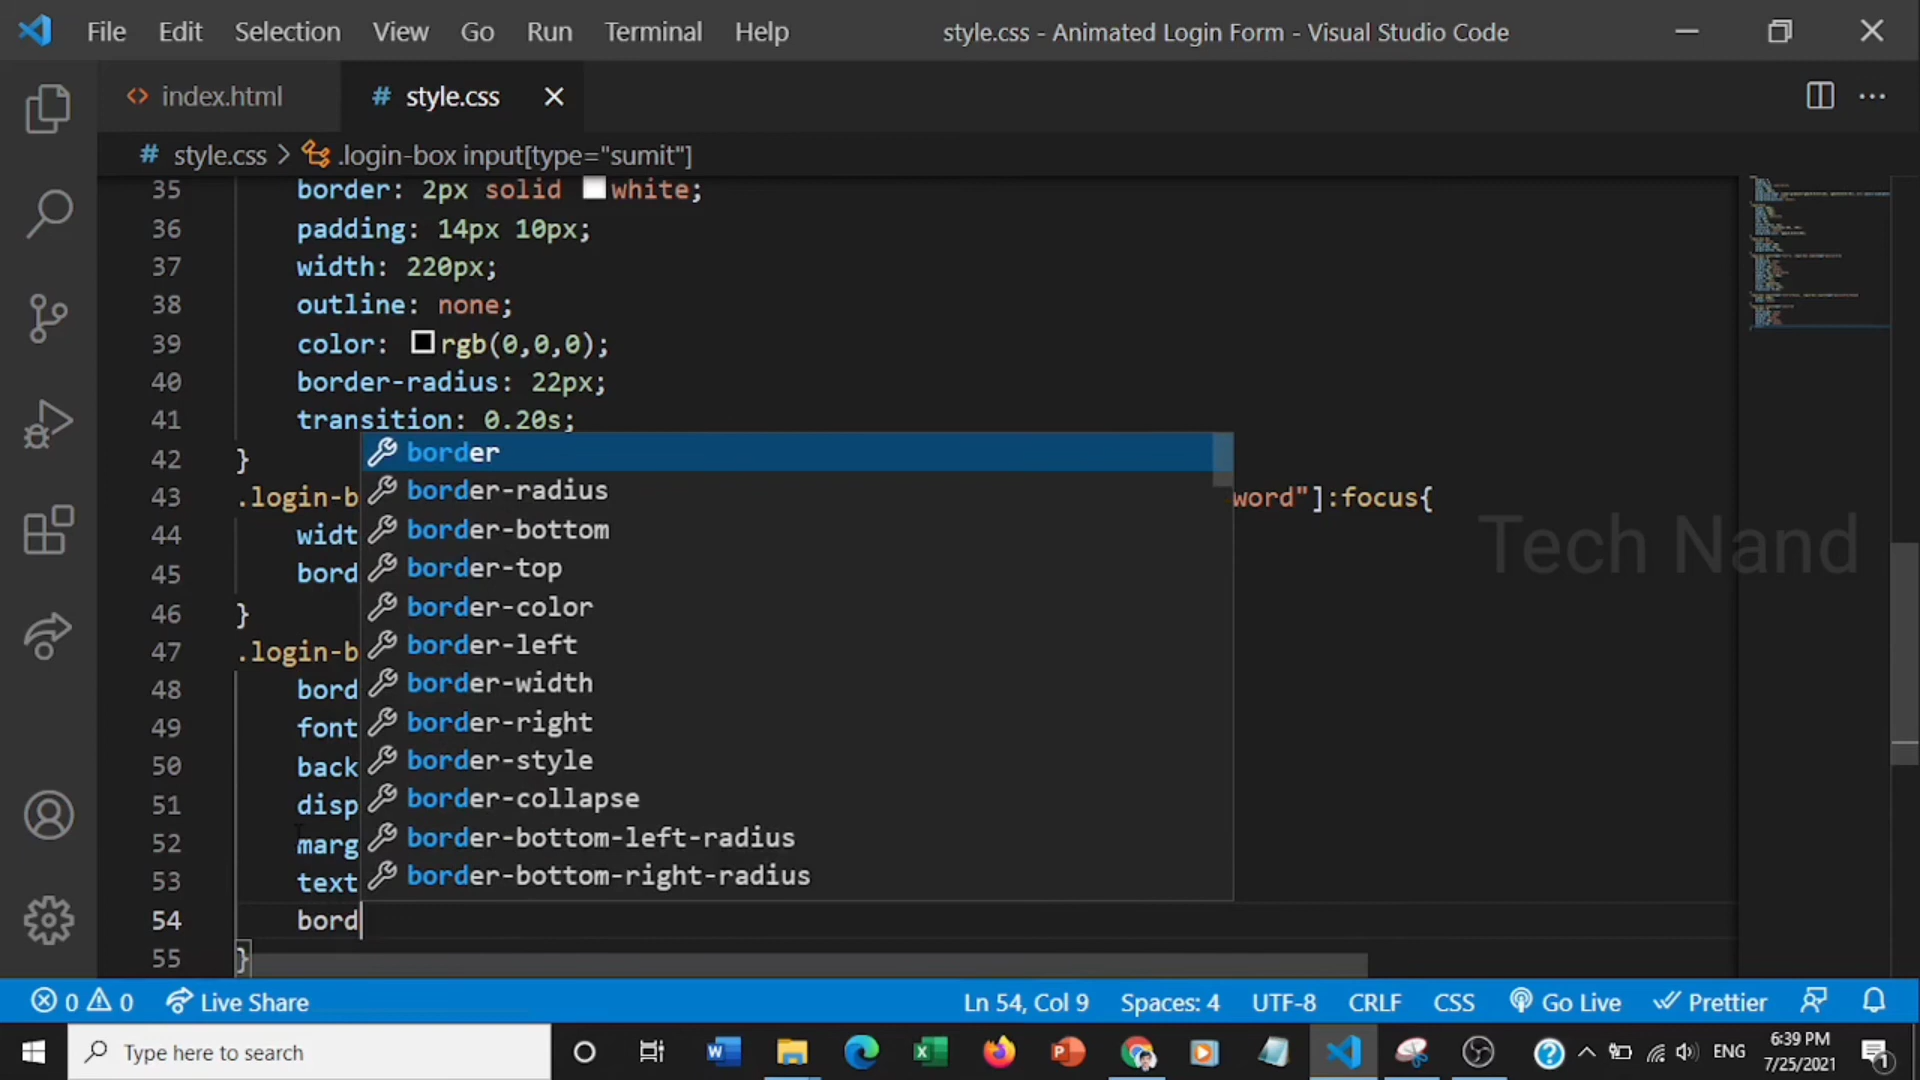 File Edit Selection View Go Run Terminal Help style.css - Animated Login Form - Visual Studio Code
index.html # style.css
# style.css > .login-box input[type="sumit"]
35 border: 2px solid white;
36 padding: 14px 10px;
37 width: 220px;
38 outline: none;
39 color: rgb(0,0,0);
40 border-radius: 22px;
41 transition: 0.20s;
42 }
border
border-radius
43 .login-b word"]:focus{
border-bottom
44 widt
border-top
45 bord
border-color
46 }
border-left
47 .login-b
border-width
48 bord
border-right
49 font
border-style
50 back
border-collapse
51 disp
border-bottom-left-radius
52 marg
border-bottom-right-radius
53 text
54 bord
55 }
Tech Nand
0 0 Live Share Ln 54, Col 9 Spaces: 4 UTF-8 CRLF CSS Go Live Prettier
Type here to search
ENG
6:39 PM
7/25/2021
1